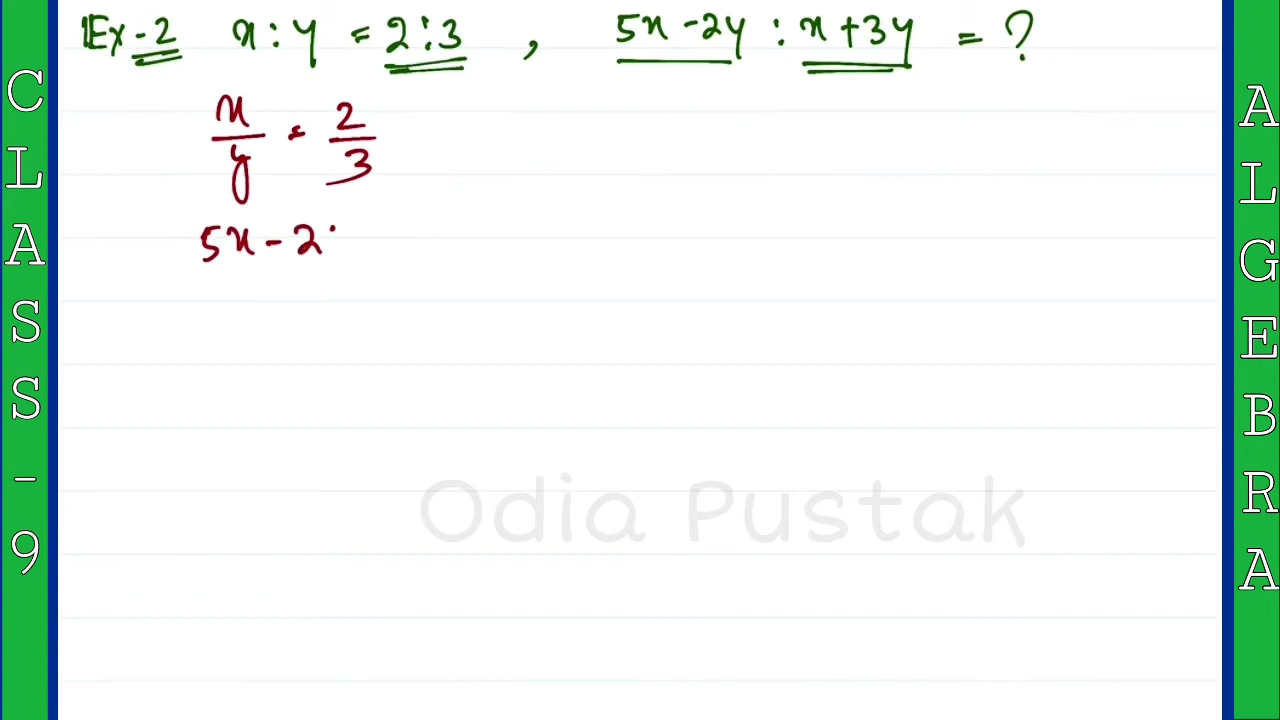 Ex-2 x : y = 2 : 3 , 5x - 2y : x + 3y = ?
x/y = 2/3
5x - 2
Odia Pustak
CLASS-9
ALGEBRA